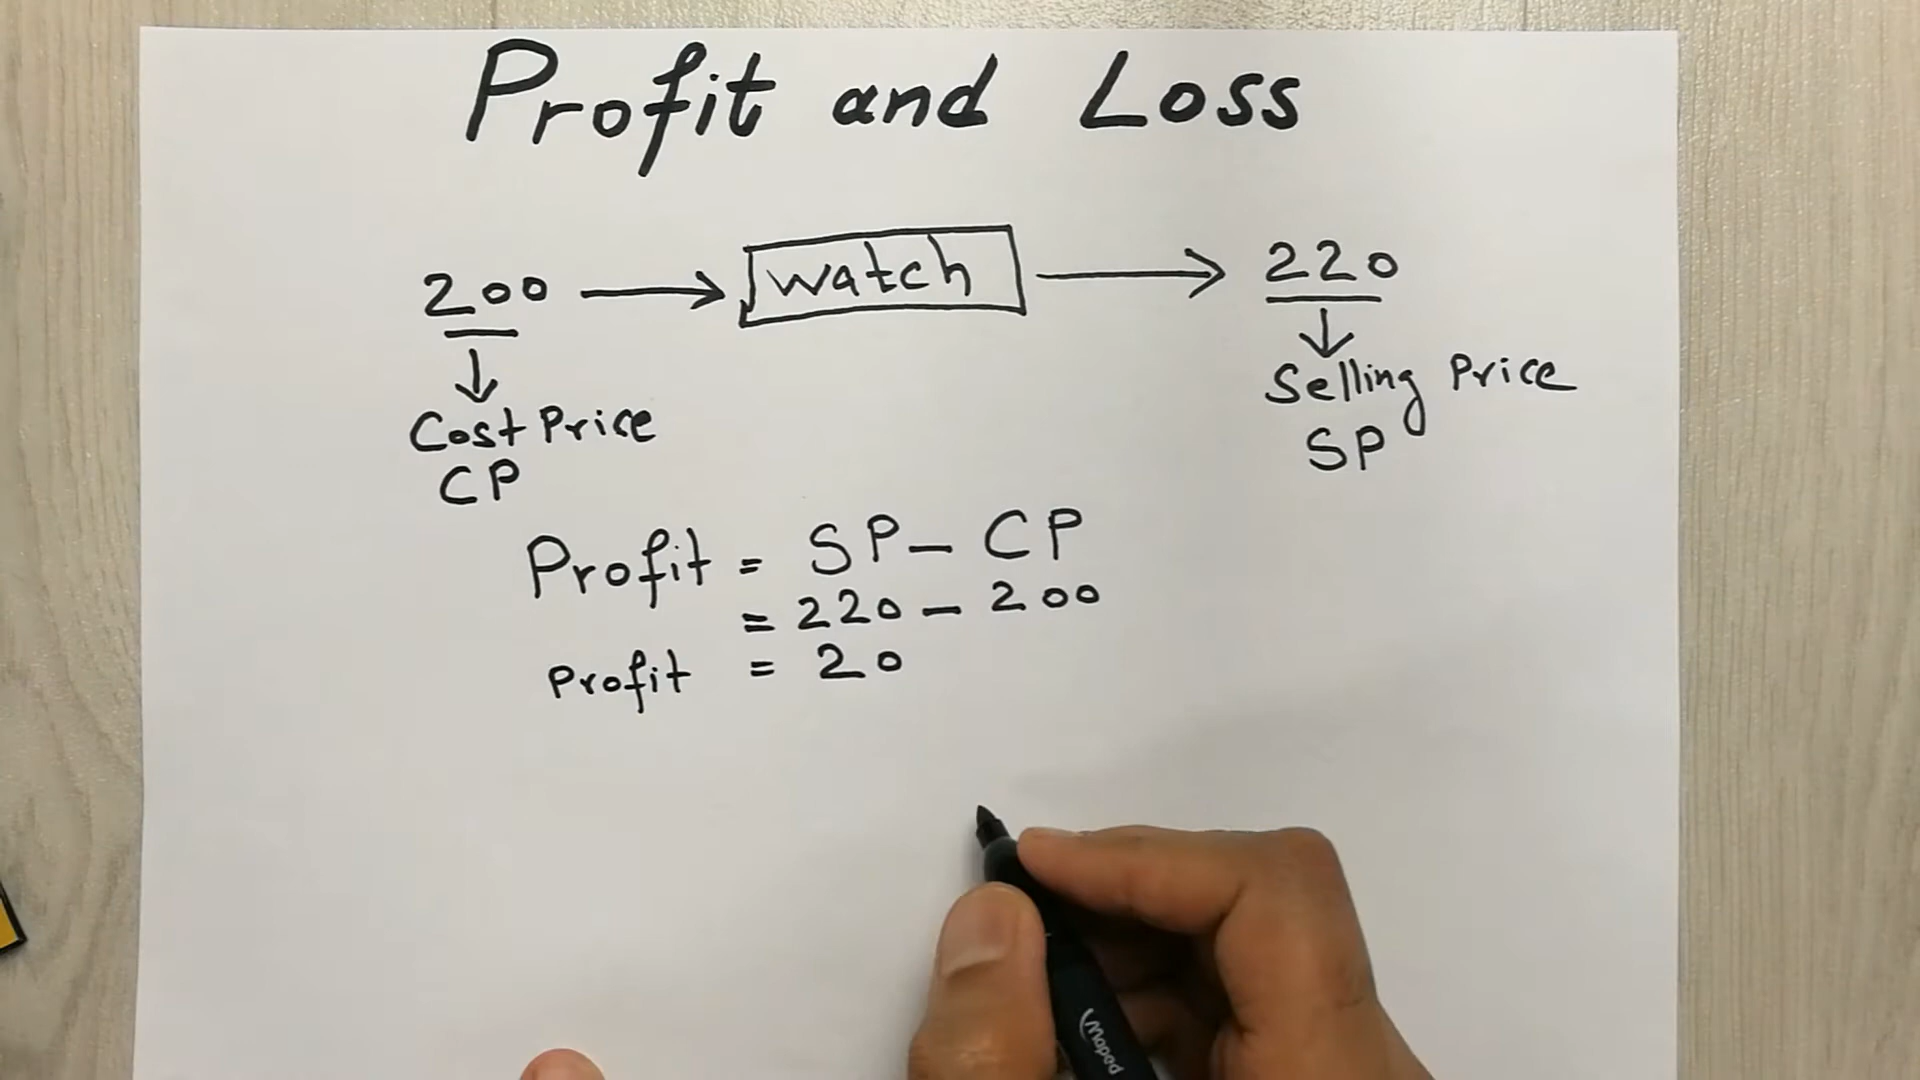 Profit and Loss
200 → watch → 220
↓ ↓
Cost Price Selling Price
CP SP
Profit = SP - CP
= 220 - 200
Profit = 20
Maped